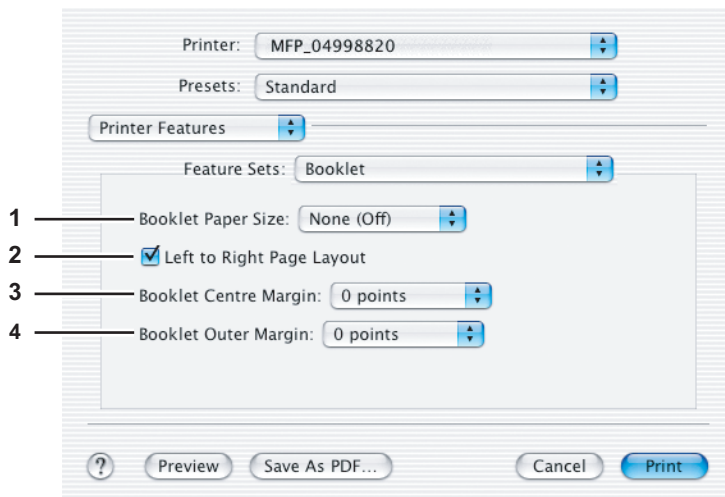 Printer: MFP_04998820
Presets: Standard
Printer Features
Feature Sets: Booklet
1 Booklet Paper Size: None (Off)
2 Left to Right Page Layout
3 Booklet Centre Margin: 0 points
4 Booklet Outer Margin: 0 points
? Preview Save As PDF... Cancel Print